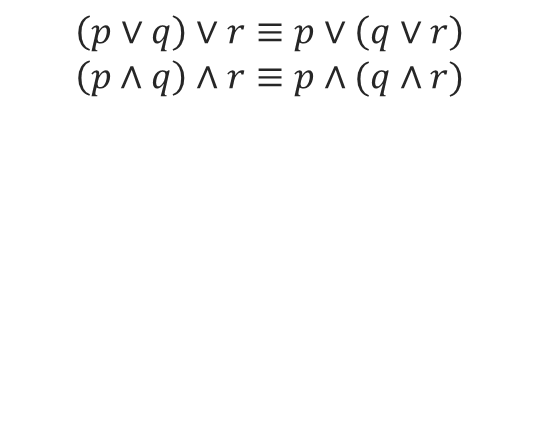 (p ∨ q) ∨ r ≡ p ∨ (q ∨ r)
(p ∧ q) ∧ r ≡ p ∧ (q ∧ r)